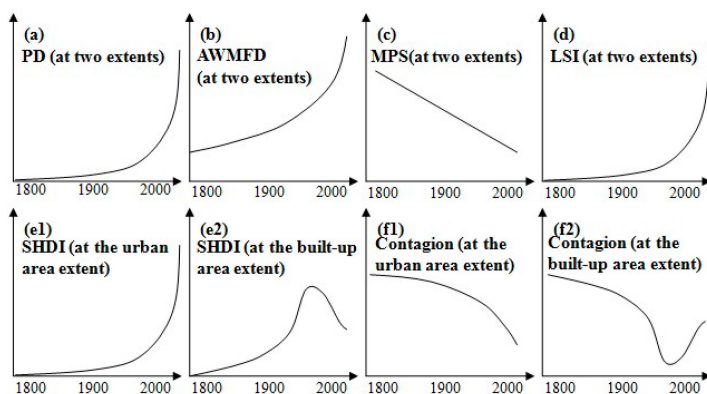 (a)
PD (at two extents)
1800 1900 2000
(b)
AWMFD
(at two extents)
1800 1900 2000
(c)
MPS(at two extents)
1800 1900 2000
(d)
LSI (at two extents)
1800 1900 2000
(e1)
SHDI (at the urban
area extent)
1800 1900 2000
(e2)
SHDI (at the built-up
area extent)
1800 1900 2000
(f1)
Contagion (at the
urban area extent)
1800 1900 2000
(f2)
Contagion (at the
built-up area extent)
1800 1900 2000